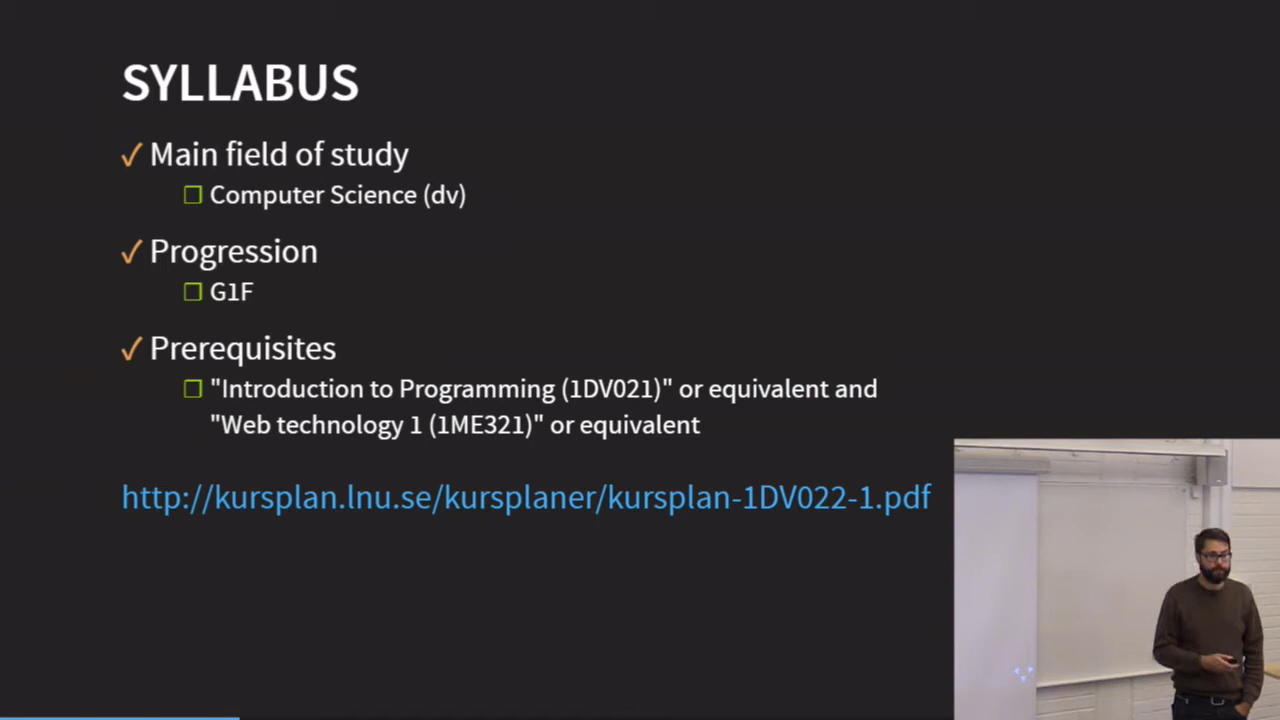 SYLLABUS
✓ Main field of study
❒ Computer Science (dv)
✓ Progression
❒ G1F
✓ Prerequisites
❒ "Introduction to Programming (1DV021)" or equivalent and
"Web technology 1 (1ME321)" or equivalent
http://kursplan.lnu.se/kursplaner/kursplan-1DV022-1.pdf